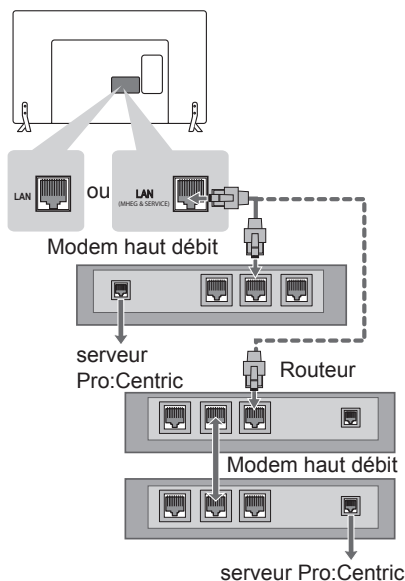 LAN
ou
LAN
(MHEG & SERVICE)
Modem haut débit
serveur
Pro:Centric
Routeur
Modem haut débit
serveur Pro:Centric